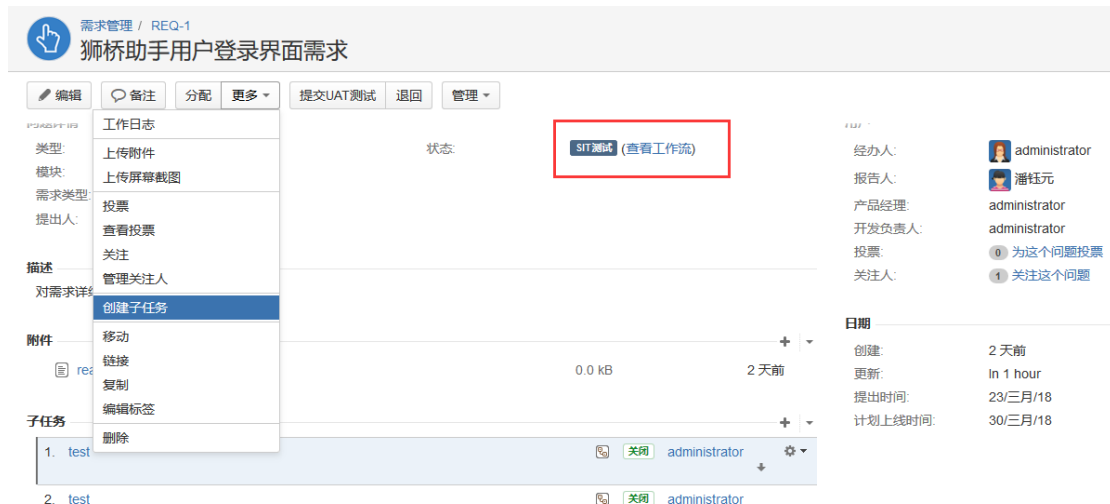 需求管理 / REQ-1
狮桥助手用户登录界面需求
编辑 备注 分配 更多 提交UAT测试 退回 管理
工作日志
上传附件
上传屏幕截图
投票
查看投票
关注
管理关注人
创建子任务
移动
链接
复制
编辑标签
删除
类型:
模块:
需求类型:
提出人:
状态: SIT测试 (查看工作流)
描述
对需求详
附件
rea 0.0 kB 2 天前
子任务
1. test 关闭 administrator
2. test 关闭 administrator
经办人: administrator
报告人: 潘钰元
产品经理: administrator
开发负责人: administrator
投票: 0 为这个问题投票
关注人: 1 关注这个问题
日期
创建: 2 天前
更新: In 1 hour
提出时间: 23/三月/18
计划上线时间: 30/三月/18